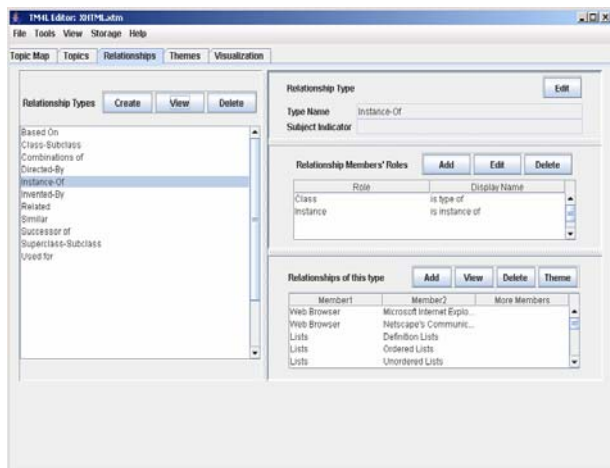 TM4L Editor: XHTML.xtm
File Tools View Storage Help
Topic Map Topics Relationships Themes Visualization
Relationship Types Create View Delete
Based On
Class-Subclass
Combinations of
Directed-By
Instance-Of
Invented-By
Related
Similar
Successor of
Superclass-Subclass
Used for
Relationship Type Edit
Type Name Instance-Of
Subject Indicator
Relationship Members' Roles Add Edit Delete
Role Display Name
Class is type of
Instance is instance of
Relationships of this type Add View Delete Theme
Member1 Member2 More Members
Web Browser Microsoft Internet Explo...
Web Browser Netscape's Communic...
Lists Definition Lists
Lists Ordered Lists
Lists Unordered Lists